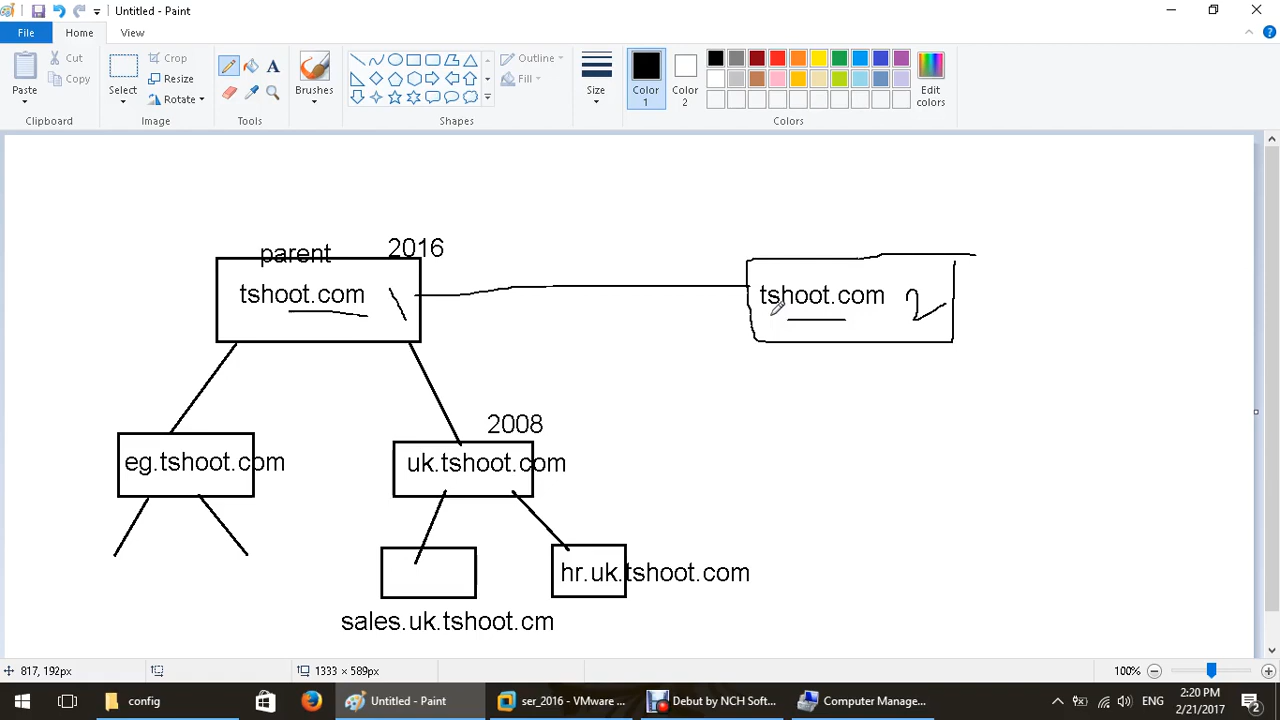 Untitled - Paint
File
Home
View
Paste
Cut
Copy
Clipboard
Select
Crop
Resize
Rotate
Image
A
Tools
Brushes
Outline
Fill
Shapes
Size
Color 1
Color 2
Edit colors
Colors
parent
2016
tshoot.com
tshoot.com 2
2008
eg.tshoot.com
uk.tshoot.com
hr.uk.tshoot.com
sales.uk.tshoot.cm
817, 192px
1333 × 589px
100%
config
Untitled - Paint
ser_2016 - VMware ...
Debut by NCH Soft...
Computer Manage...
ENG
2:20 PM
2/21/2017
2